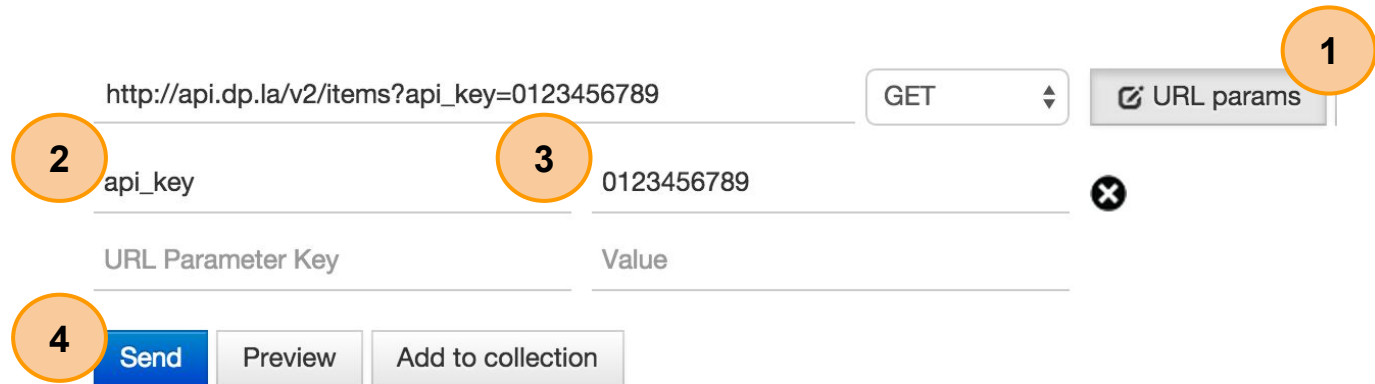 1
http://api.dp.la/v2/items?api_key=0123456789 GET URL params
2 3
api_key 0123456789
URL Parameter Key Value
4
Send Preview Add to collection